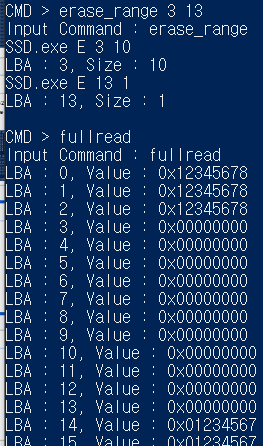 CMD > erase_range 3 13
Input Command : erase_range
SSD.exe E 3 10
LBA : 3, Size : 10
SSD.exe E 13 1
LBA : 13, Size : 1
CMD > fullread
Input Command : fullread
LBA : 0, Value : 0x12345678
LBA : 1, Value : 0x12345678
LBA : 2, Value : 0x12345678
LBA : 3, Value : 0x00000000
LBA : 4, Value : 0x00000000
LBA : 5, Value : 0x00000000
LBA : 6, Value : 0x00000000
LBA : 7, Value : 0x00000000
LBA : 8, Value : 0x00000000
LBA : 9, Value : 0x00000000
LBA : 10, Value : 0x00000000
LBA : 11, Value : 0x00000000
LBA : 12, Value : 0x00000000
LBA : 13, Value : 0x00000000
LBA : 14, Value : 0x01234567
LBA : 15, Value : 0x01234567